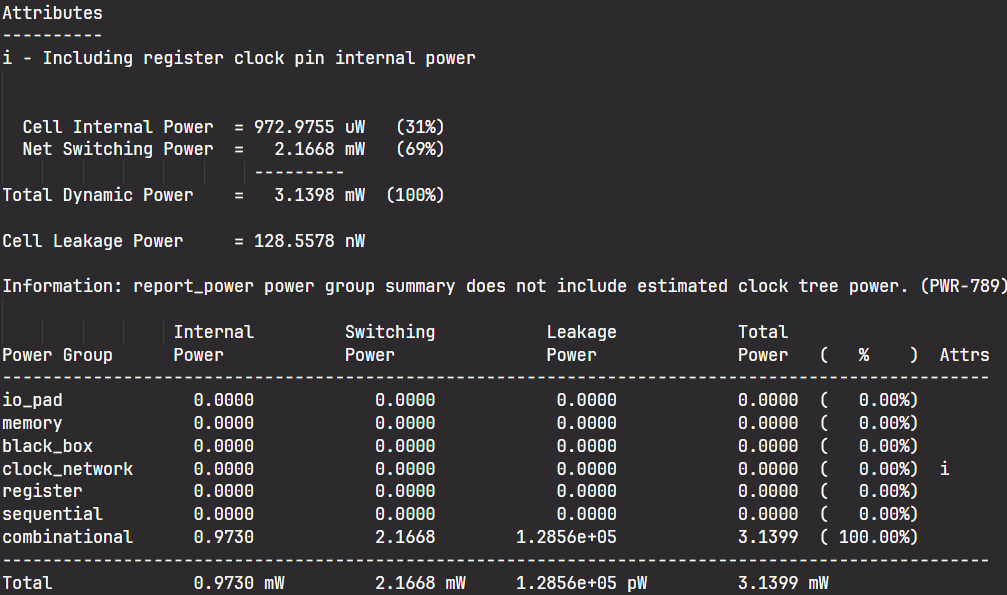 Attributes
----------
i - Including register clock pin internal power
  Cell Internal Power  = 972.9755 uW   (31%)
  Net Switching Power  =   2.1668 mW   (69%)
                         ---------
Total Dynamic Power    =   3.1398 mW  (100%)
Cell Leakage Power     = 128.5578 nW
Information: report_power power group summary does not include estimated clock tree power. (PWR-789)
                 Internal         Switching           Leakage            Total
Power Group      Power            Power               Power              Power   (   %    )  Attrs
--------------------------------------------------------------------------------------------------
io_pad             0.0000            0.0000            0.0000            0.0000  (   0.00%)
memory             0.0000            0.0000            0.0000            0.0000  (   0.00%)
black_box          0.0000            0.0000            0.0000            0.0000  (   0.00%)
clock_network      0.0000            0.0000            0.0000            0.0000  (   0.00%)  i
register           0.0000            0.0000            0.0000            0.0000  (   0.00%)
sequential         0.0000            0.0000            0.0000            0.0000  (   0.00%)
combinational      0.9730            2.1668        1.2856e+05            3.1399  ( 100.00%)
--------------------------------------------------------------------------------------------------
Total              0.9730 mW         2.1668 mW     1.2856e+05 pW         3.1399 mW